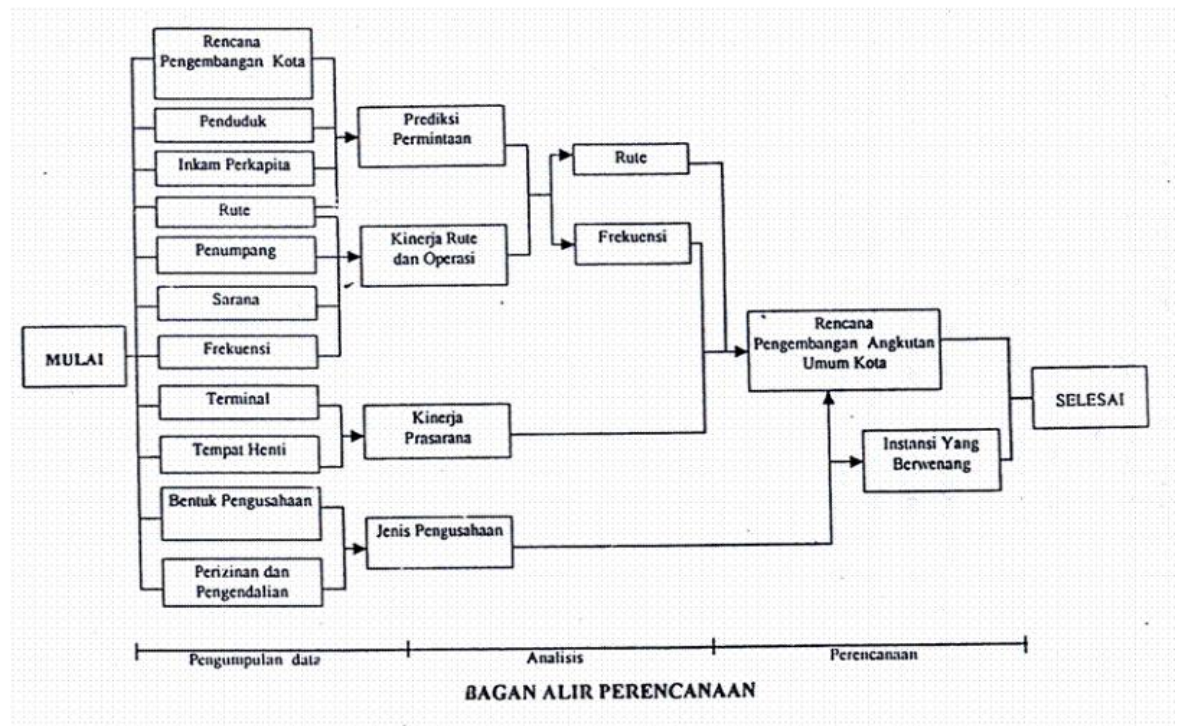 Rencana
Pengembangan Kota
Penduduk
Inkam Perkapita
Rute
Penumpang
Sarana
Frekuensi
MULAI
Terminal
Tempat Henti
Bentuk Pengusahaan
Perizinan dan
Pengendalian
Prediksi
Permintaan
Kinerja Rute
dan Operasi
Kinerja
Prasarana
Jenis Pengusahaan
Rute
Frekuensi
Rencana
Pengembangan Angkutan
Umum Kota
Instansi Yang
Berwenang
SELESAI
Pengumpulan data
Analisis
Perencanaan
BAGAN ALIR PERENCANAAN